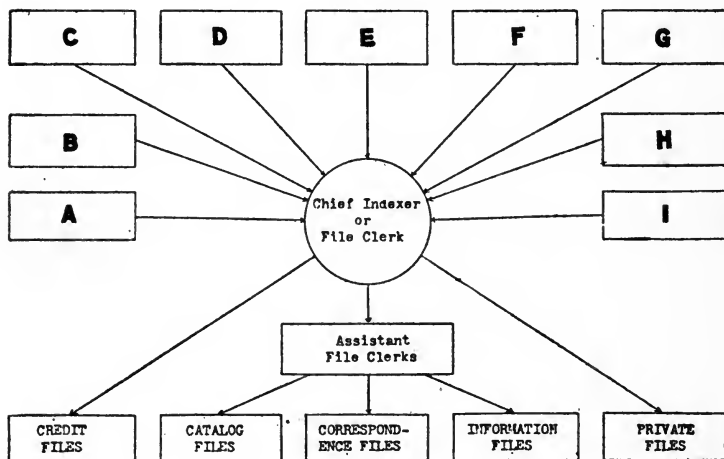 C
D
E
F
G
B
H
A
I
Chief Indexer
or
File Clerk
Assistant
File Clerks
CREDIT
FILES
CATALOG
FILES
CORRESPOND-
ENCE FILES
INFORMATION
FILES
PRIVATE
FILES